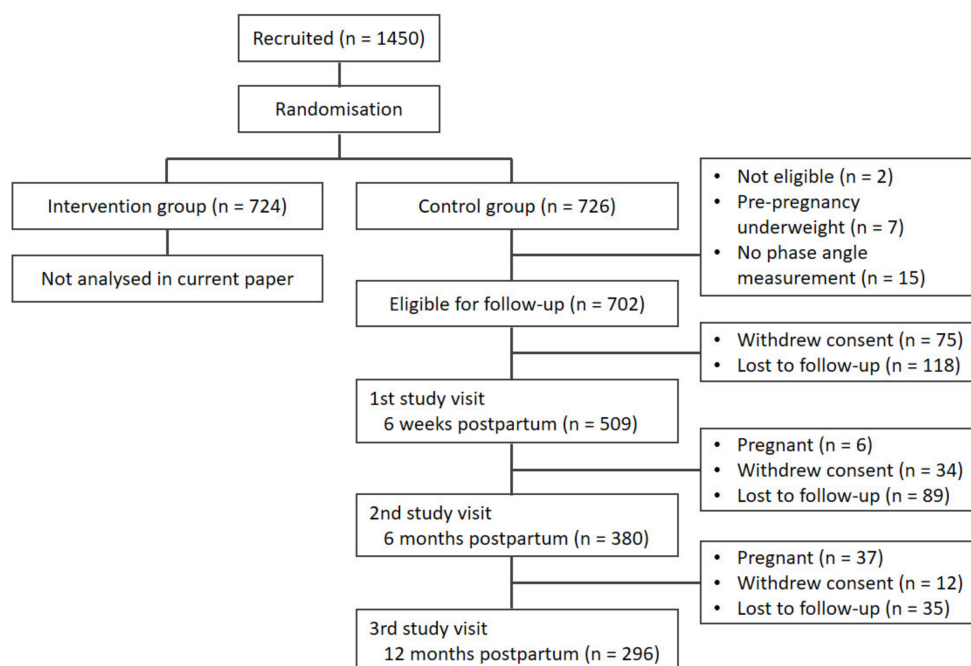 Recruited (n = 1450)
Randomisation
Intervention group (n = 724)
Not analysed in current paper
Control group (n = 726)
• Not eligible (n = 2)
• Pre-pregnancy
underweight (n = 7)
• No phase angle
measurement (n = 15)
Eligible for follow-up (n = 702)
• Withdrew consent (n = 75)
• Lost to follow-up (n = 118)
1st study visit
6 weeks postpartum (n = 509)
• Pregnant (n = 6)
• Withdrew consent (n = 34)
• Lost to follow-up (n = 89)
2nd study visit
6 months postpartum (n = 380)
• Pregnant (n = 37)
• Withdrew consent (n = 12)
• Lost to follow-up (n = 35)
3rd study visit
12 months postpartum (n = 296)